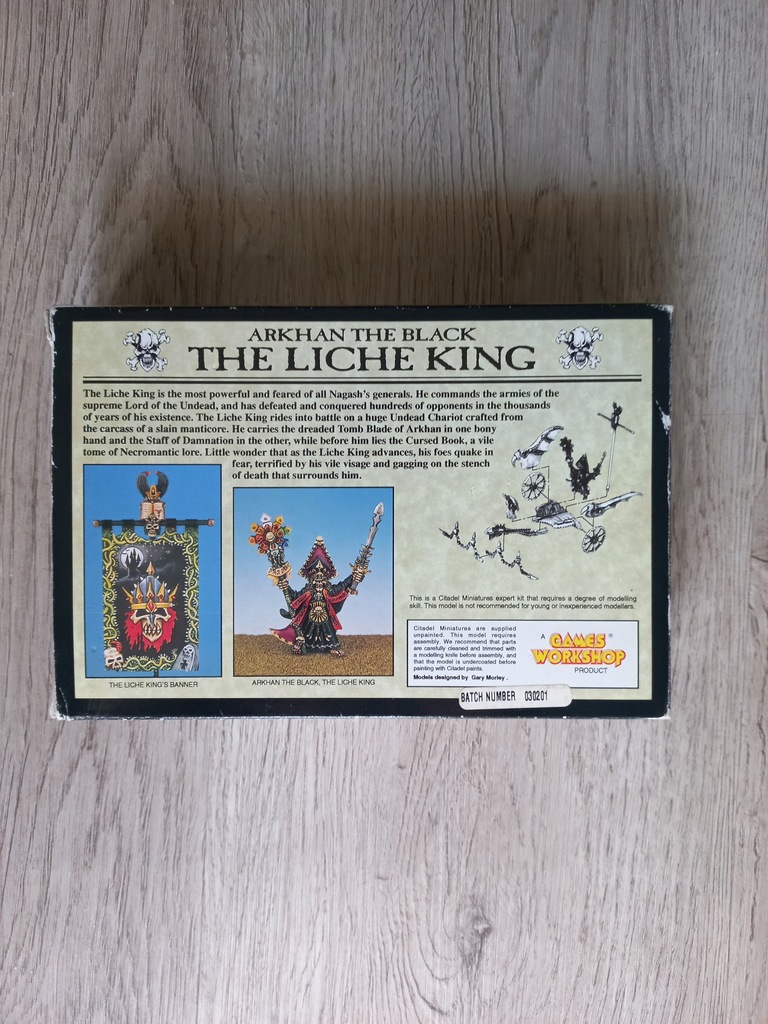 ARKHAN THE BLACK
THE LICHE KING
The Liche King is the most powerful and feared of all Nagash's generals. He commands the armies of the
supreme Lord of the Undead, and has defeated and conquered hundreds of opponents in the thousands
of years of his existence. The Liche King rides into battle on a huge Undead Chariot crafted from
the carcass of a slain manticore. He carries the dreaded Tomb Blade of Arkhan in one bony
hand and the Staff of Damnation in the other, while before him lies the Cursed Book, a vile
tome of Necromantic lore. Little wonder that as the Liche King advances, his foes quake in
fear, terrified by his vile visage and gagging on the stench
of death that surrounds him.
THE LICHE KING'S BANNER
ARKHAN THE BLACK, THE LICHE KING
This is a Citadel Miniatures expert kit that requires a degree of modelling
skill. This model is not recommended for young or inexperienced modellers.
Citadel Miniatures are supplied
unpainted. This model requires
assembly. We recommend that parts
are carefully cleaned and trimmed with
a modelling knife before assembly, and
that the model is undercoated before
painting with Citadel paints.
Models designed by Gary Morley.
A GAMES WORKSHOP®
PRODUCT
BATCH NUMBER 030201